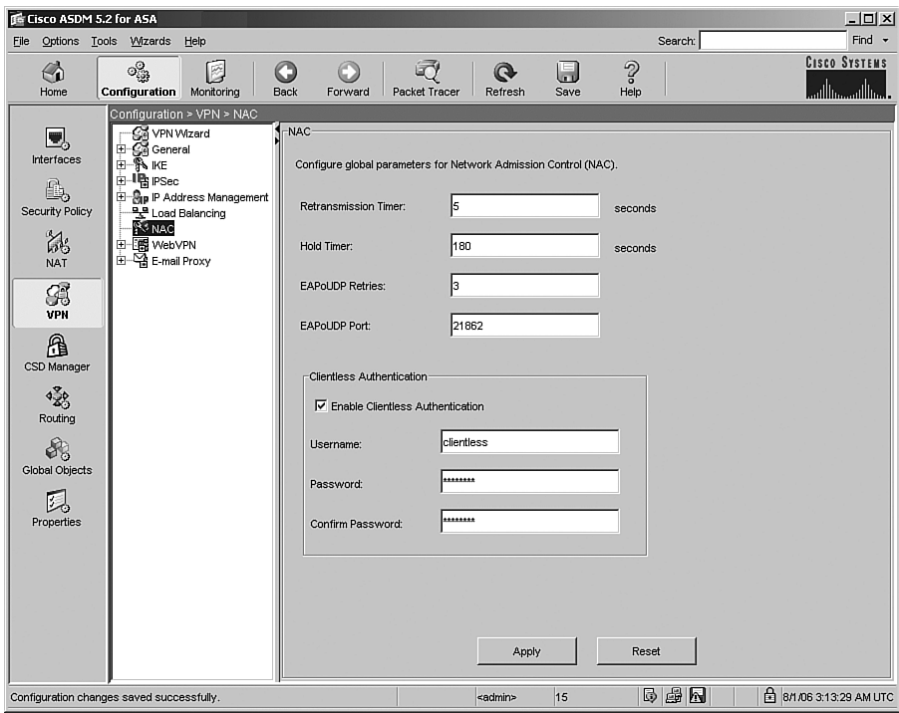 Cisco ASDM 5.2 for ASA
File Options Tools Wizards Help
Search:
Find
Home
Configuration
Monitoring
Back
Forward
Packet Tracer
Refresh
Save
Help
CISCO SYSTEMS
Configuration > VPN > NAC
Interfaces
Security Policy
NAT
VPN
CSD Manager
Routing
Global Objects
Properties
VPN Wizard
General
IKE
IPSec
IP Address Management
Load Balancing
NAC
WebVPN
E-mail Proxy
NAC
Configure global parameters for Network Admission Control (NAC).
Retransmission Timer: 5 seconds
Hold Timer: 180 seconds
EAPoUDP Retries: 3
EAPoUDP Port: 21862
Clientless Authentication
Enable Clientless Authentication
Username: clientless
Password: ********
Confirm Password: ********
Apply
Reset
Configuration changes saved successfully.
<admin>
15
8/1/06 3:13:29 AM UTC